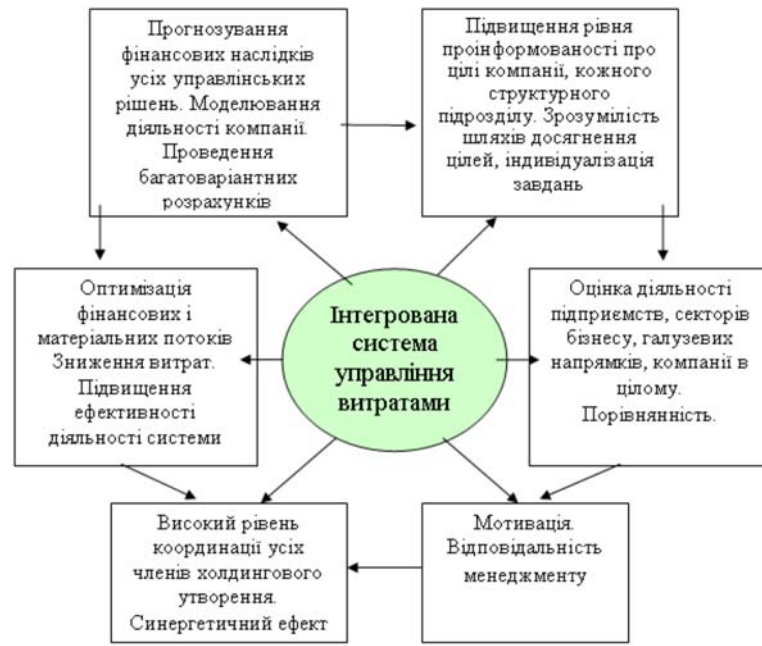 Прогнозування
фінансових наслідків
усіх управлінських
рішень. Моделювання
діяльності компанії.
Проведення
багатоваріантних
розрахунків
Підвищення рівня
проінформованості про
цілі компанії, кожного
структурного
підрозділу. Зрозумілість
шляхів досягнення
цілей, індивідуалізація
завдань
Оптимізація
фінансових і
матеріальних потоків
Зниження витрат.
Підвищення
ефективності
діяльності системи
Інтегрована
система
управління
витратами
Оцінка діяльності
підприємств, секторів
бізнесу, галузевих
напрямків, компанії в
цілому.
Порівнянність.
Високий рівень
координації усіх
членів холдингового
утворення.
Синергетичний ефект
Мотивація.
Відповідальність
менеджменту